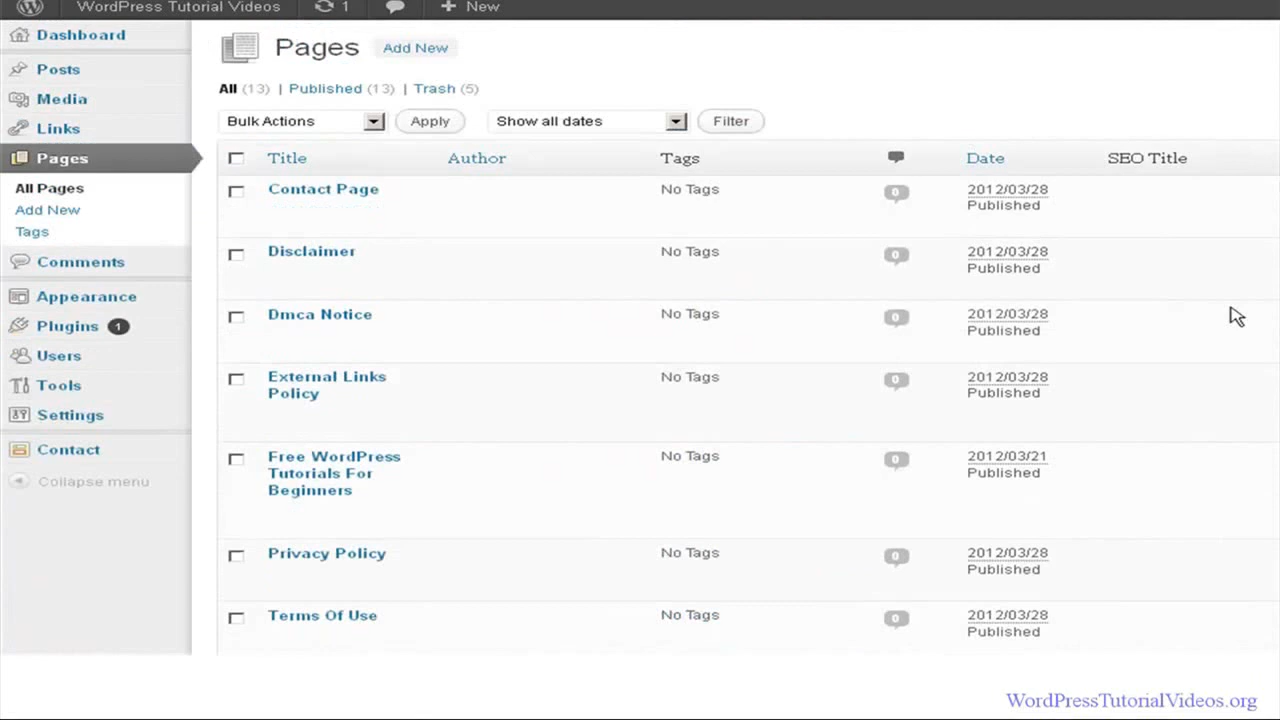 WordPress Tutorial Videos 1 New
Dashboard
Posts
Media
Links
Pages
All Pages
Add New
Tags
Comments
Appearance
Plugins 1
Users
Tools
Settings
Contact
Collapse menu
Pages Add New
All (13) | Published (13) | Trash (5)
Bulk Actions Apply Show all dates Filter
Title Author Tags Date SEO Title
Contact Page No Tags 0 2012/03/28
Published
Disclaimer No Tags 0 2012/03/28
Published
Dmca Notice No Tags 0 2012/03/28
Published
External Links No Tags 0 2012/03/28
Policy Published
Free WordPress No Tags 0 2012/03/21
Tutorials For Published
Beginners
Privacy Policy No Tags 0 2012/03/28
Published
Terms Of Use No Tags 0 2012/03/28
Published
WordPressTutorialVideos.org